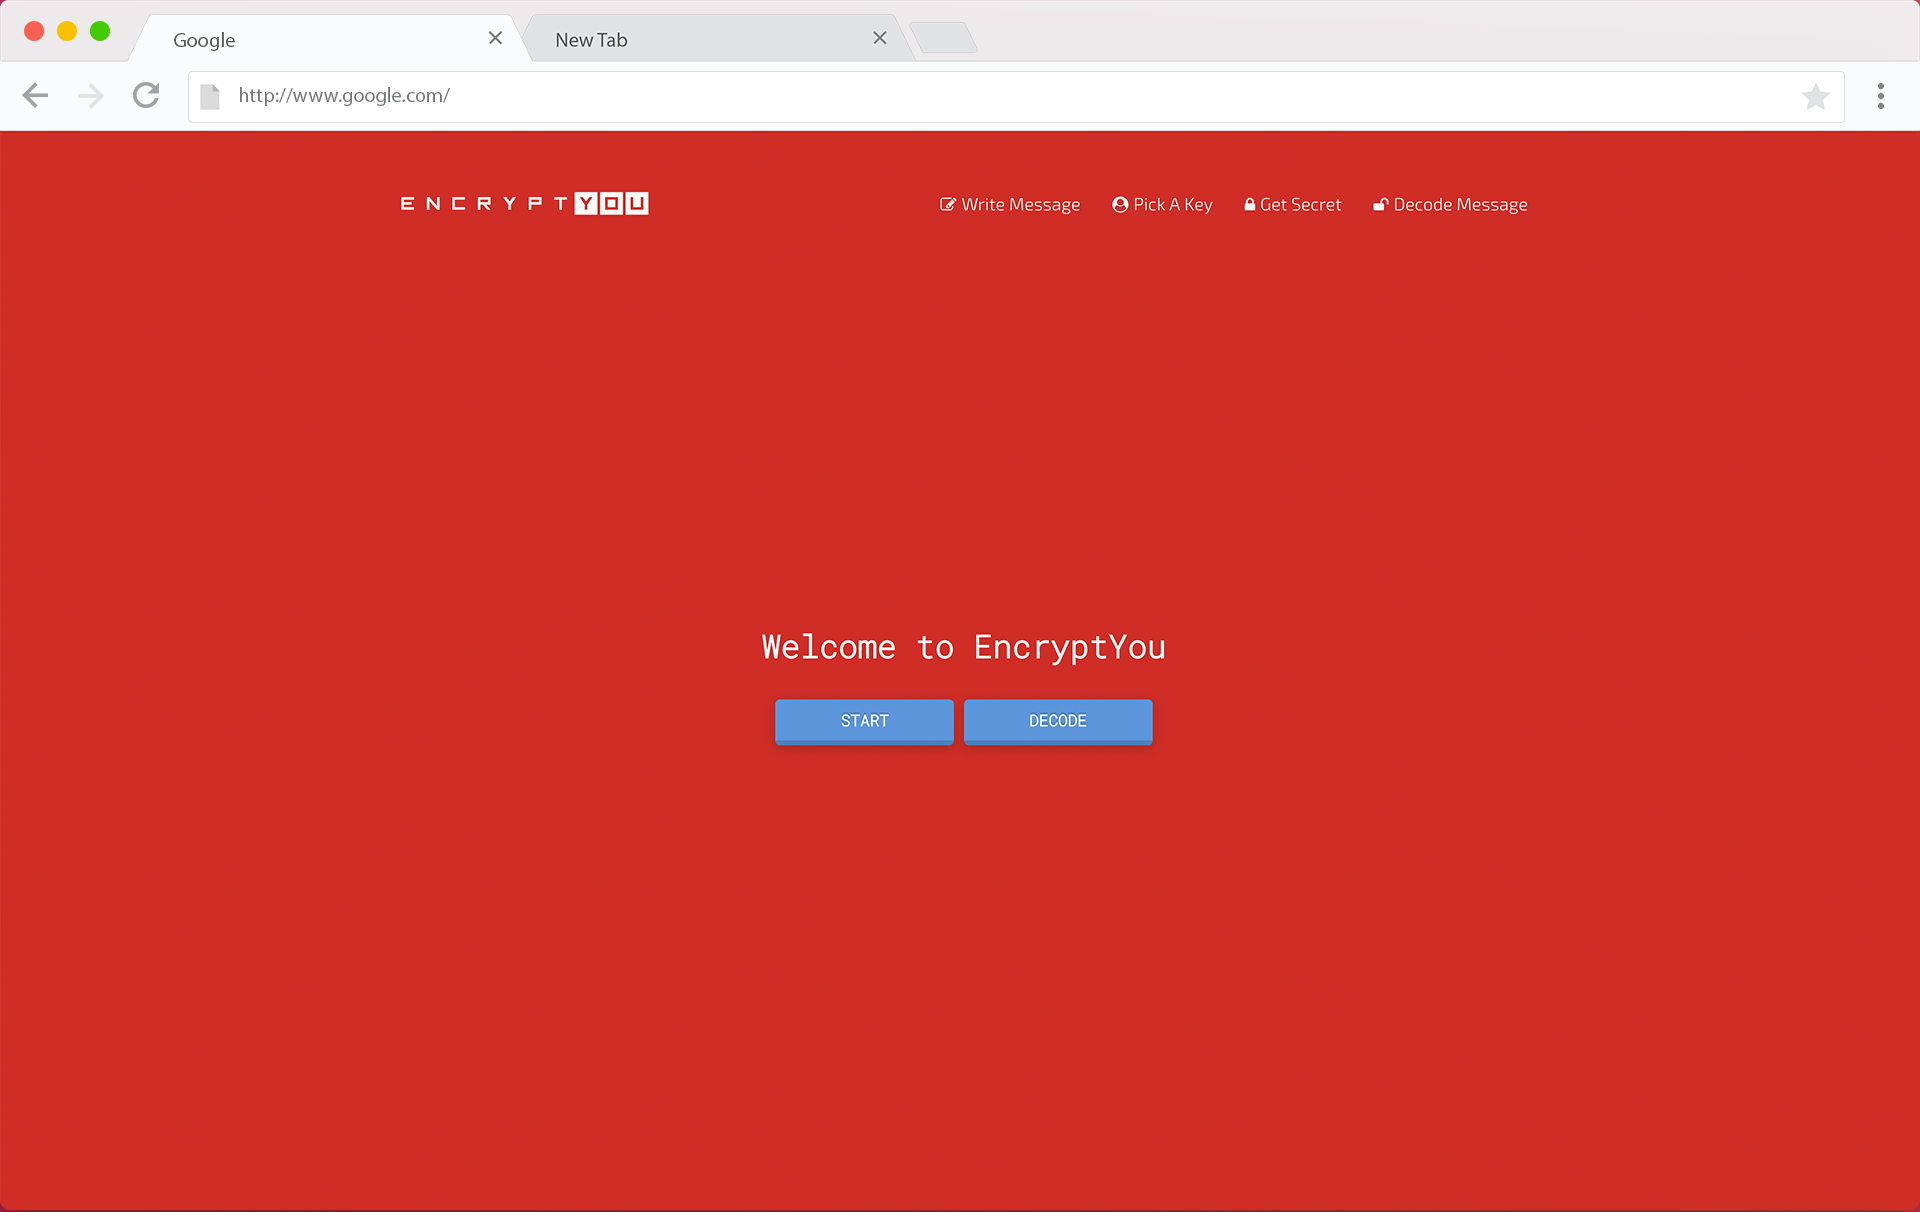 Google
New Tab
http://www.google.com/
ENCRYPTYOU
Write Message
Pick A Key
Get Secret
Decode Message
Welcome to EncryptYou
START
DECODE